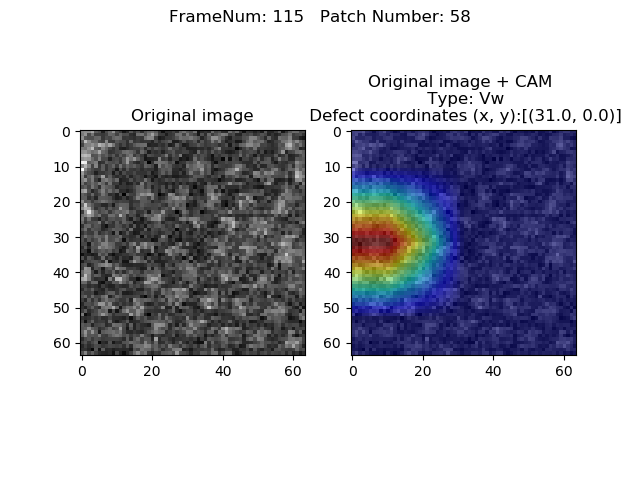 FrameNum: 115   Patch Number: 58
Original image
Original image + CAM
Type: Vw
Defect coordinates (x, y):[(31.0, 0.0)]
0
10
20
30
40
50
60
0 20 40 60
0
10
20
30
40
50
60
0 20 40 60